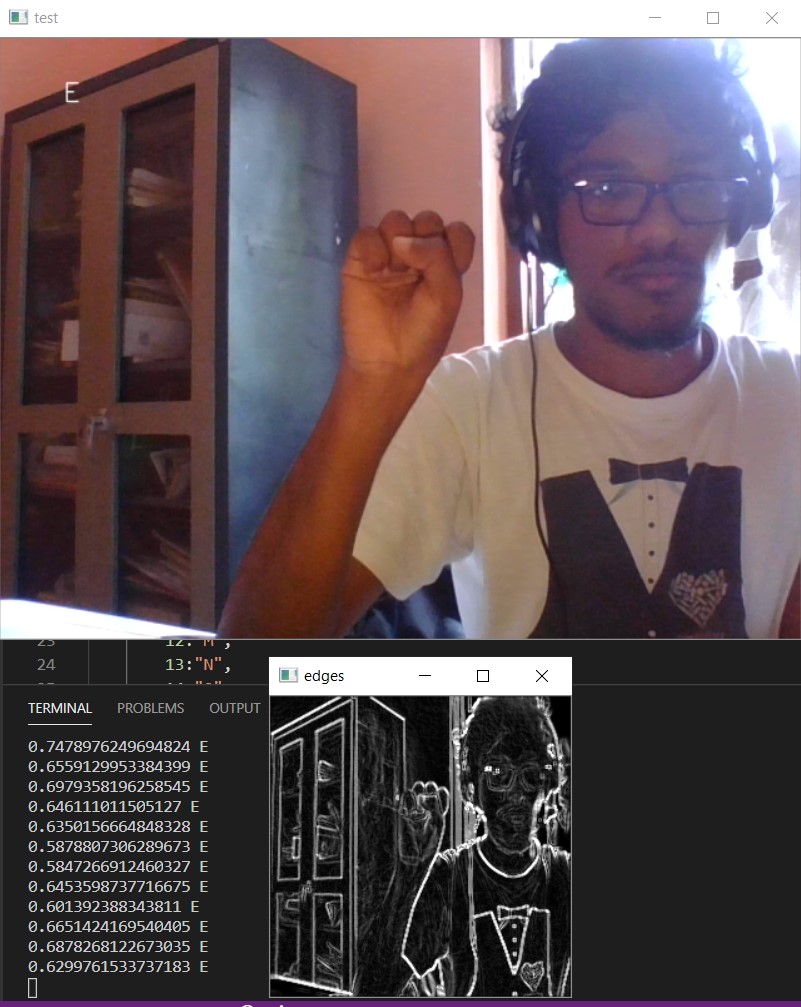 test
E
24 13:"N",
edges
TERMINAL PROBLEMS OUTPUT
0.7478976249694824 E
0.6559129953384399 E
0.6979358196258545 E
0.646111011505127 E
0.6350156664848328 E
0.5878807306289673 E
0.5847266912460327 E
0.6453598737716675 E
0.601392388343811 E
0.6651424169540405 E
0.6878268122673035 E
0.6299761533737183 E